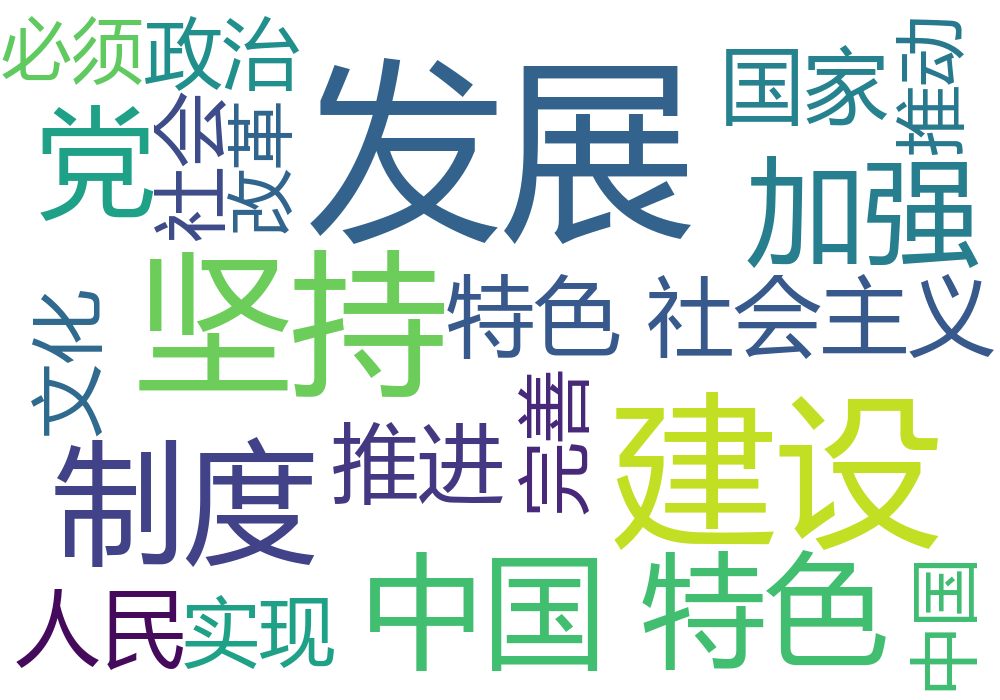 必须
政治
发展
国家
推动
党
社会
改革
加强
坚持
特色 社会主义
文化
制度
推进
完善
建设
人民
实现
中国 特色
中国